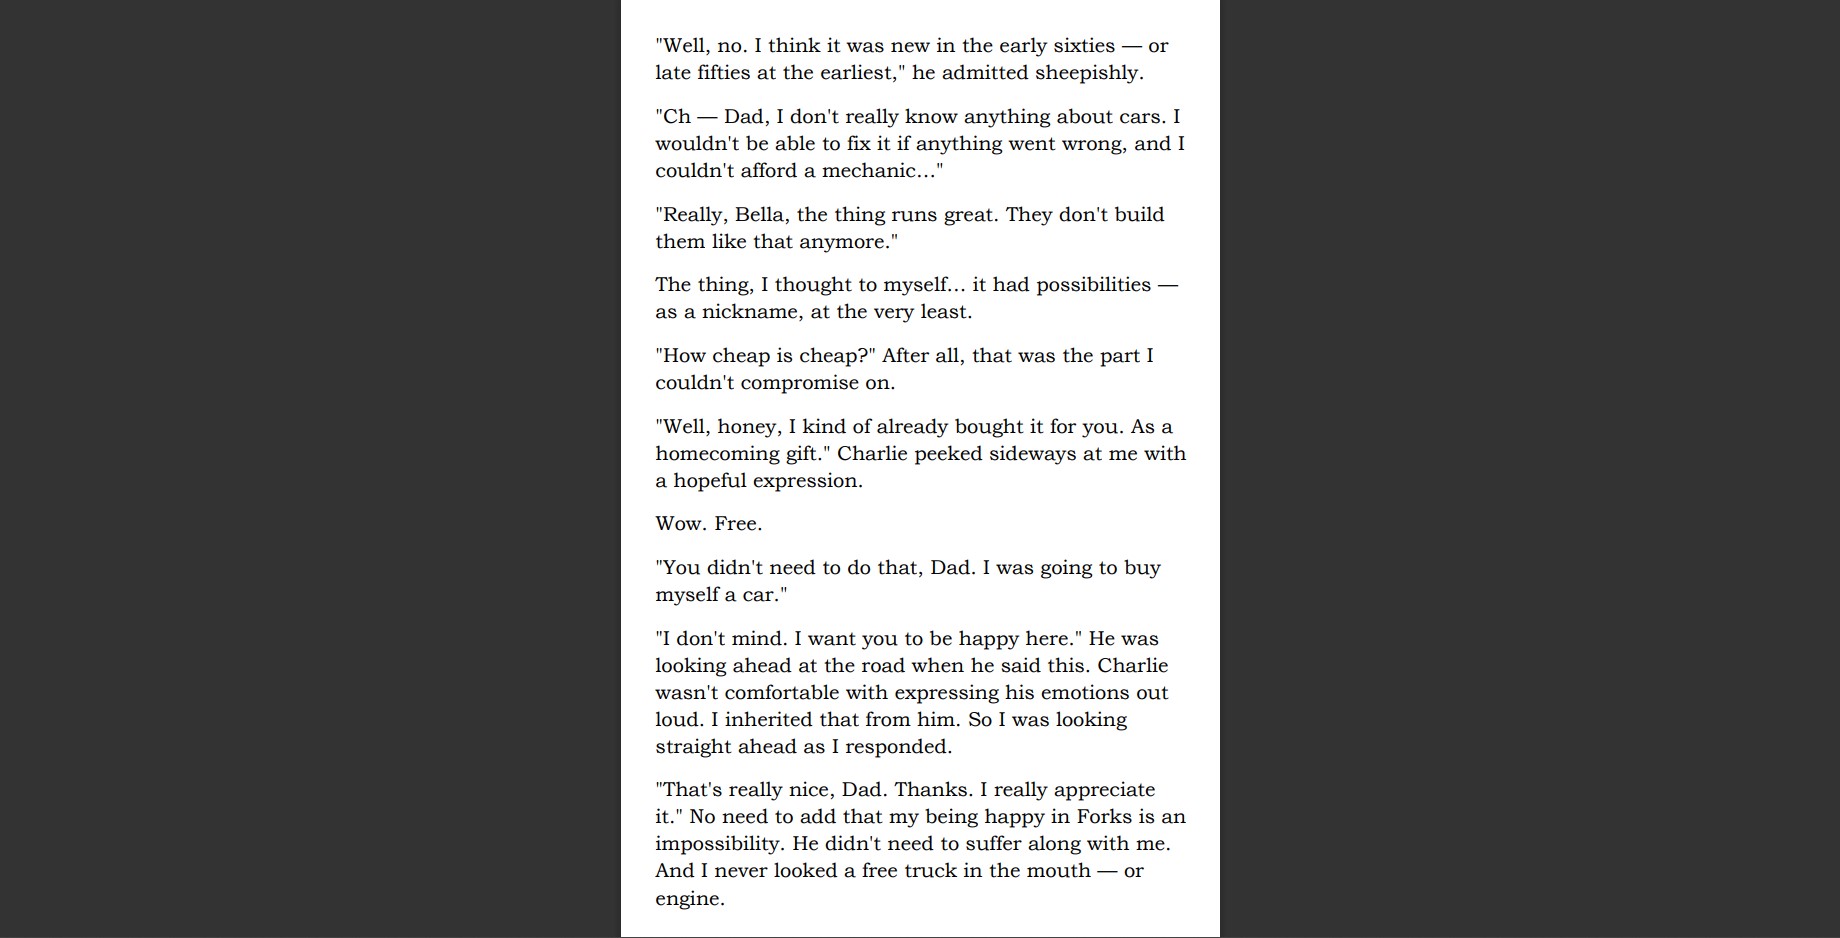 "Well, no. I think it was new in the early sixties — or
late fifties at the earliest," he admitted sheepishly.
"Ch — Dad, I don't really know anything about cars. I
wouldn't be able to fix it if anything went wrong, and I
couldn't afford a mechanic…"
"Really, Bella, the thing runs great. They don't build
them like that anymore."
The thing, I thought to myself… it had possibilities —
as a nickname, at the very least.
"How cheap is cheap?" After all, that was the part I
couldn't compromise on.
"Well, honey, I kind of already bought it for you. As a
homecoming gift." Charlie peeked sideways at me with
a hopeful expression.
Wow. Free.
"You didn't need to do that, Dad. I was going to buy
myself a car."
"I don't mind. I want you to be happy here." He was
looking ahead at the road when he said this. Charlie
wasn't comfortable with expressing his emotions out
loud. I inherited that from him. So I was looking
straight ahead as I responded.
"That's really nice, Dad. Thanks. I really appreciate
it." No need to add that my being happy in Forks is an
impossibility. He didn't need to suffer along with me.
And I never looked a free truck in the mouth — or
engine.